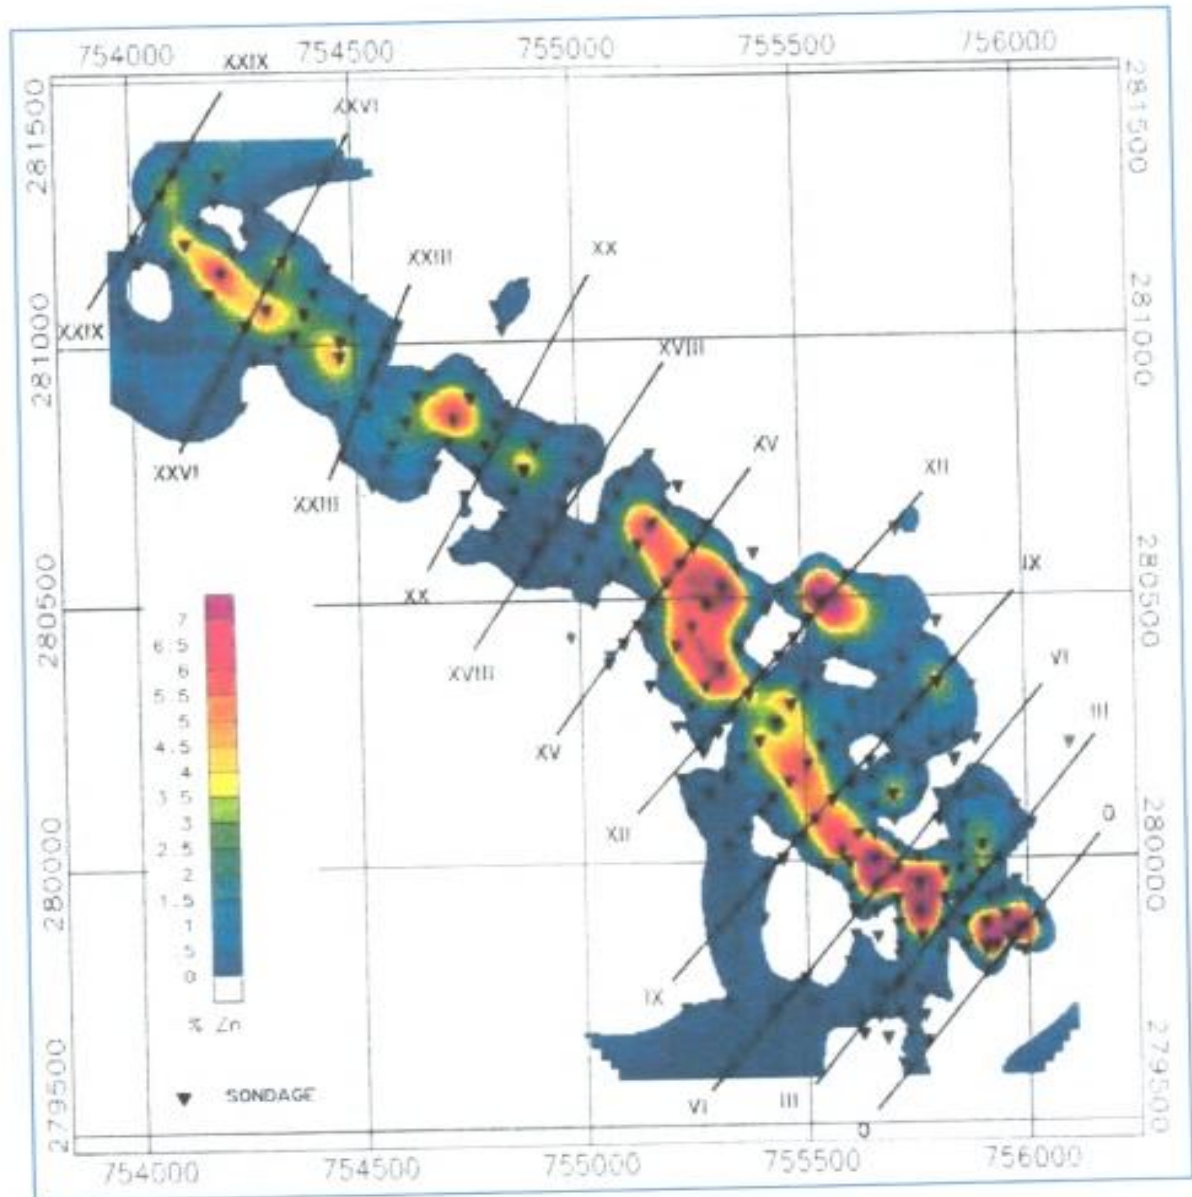 754000 754500 755000 755500 756000
XXIX
XXVI
281500
281500
XX
XXIII
281000
281000
XXIX
XVIII
XV
XII
XXVI
XXIII
280500
280500
IX
XX
7
6.5
6
5.5
5
4.5
4
3.5
3
2.5
2
1.5
1
5
0
% Zn
XVIII
VI
III
XV
0
XII
280000
280000
IX
SONDAGE
VI
III
0
279500
279500
754000 754500 755000 755500 756000